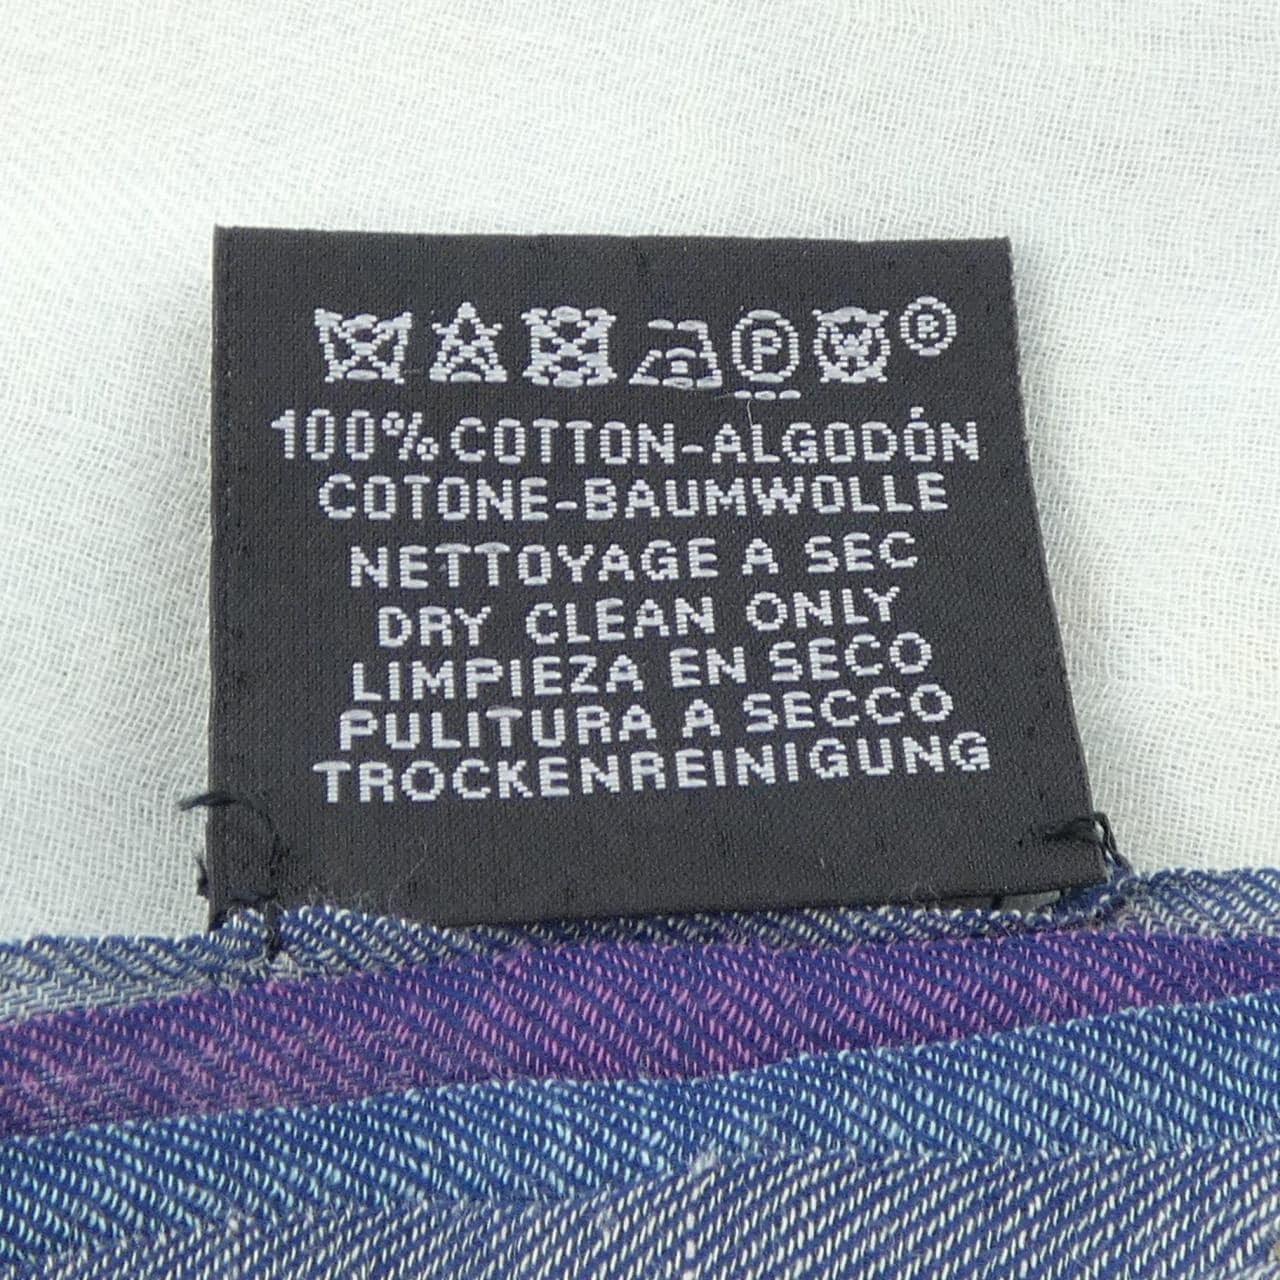 P ®
100% COTTON-ALGODÓN
COTONE-BAUMWOLLE
NETTOYAGE A SEC
DRY CLEAN ONLY
LIMPIEZA EN SECO
PULITURA A SECCO
TROCKENREINIGUNG